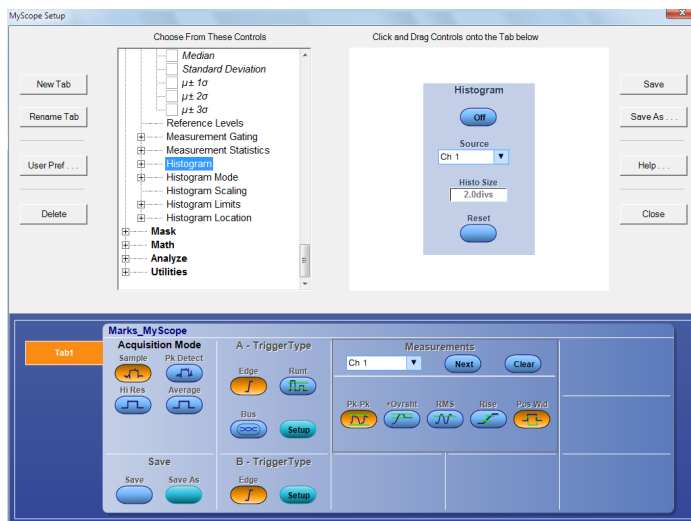 MyScope Setup
Choose From These Controls
Click and Drag Controls onto the Tab below
New Tab
Rename Tab
User Pref . . .
Delete
Median
Standard Deviation
μ± 1σ
μ± 2σ
μ± 3σ
Reference Levels
Measurement Gating
Measurement Statistics
Histogram
Histogram Mode
Histogram Scaling
Histogram Limits
Histogram Location
Mask
Math
Analyze
Utilities
Histogram
Off
Source
Ch 1
Histo Size
2.0divs
Reset
Save
Save As . . .
Help . . .
Close
Tab1
Marks_MyScope
Acquisition Mode
Sample
Pk Detect
Hi Res
Average
Save
Save
Save As
A - TriggerType
Edge
Runt
Bus
Setup
B - TriggerType
Edge
Setup
Measurements
Ch 1
Next
Clear
Pk-Pk
+Ovrsht
RMS
Rise
Pos Wid